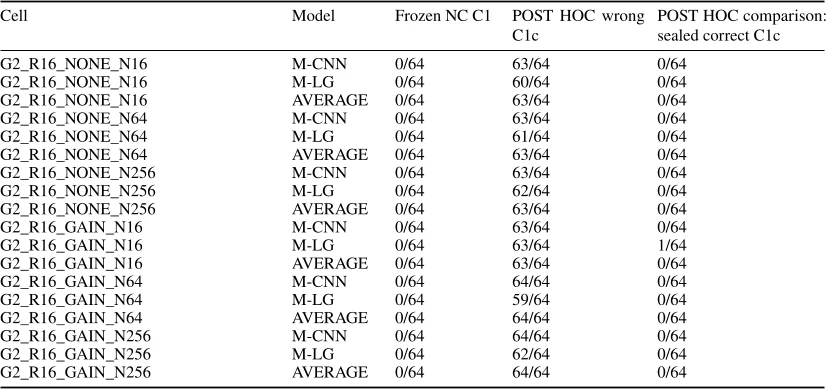 Cell Model Frozen NC C1 POST HOC wrong POST HOC comparison:
C1c sealed correct C1c
G2_R16_NONE_N16 M-CNN 0/64 63/64 0/64
G2_R16_NONE_N16 M-LG 0/64 60/64 0/64
G2_R16_NONE_N16 AVERAGE 0/64 63/64 0/64
G2_R16_NONE_N64 M-CNN 0/64 63/64 0/64
G2_R16_NONE_N64 M-LG 0/64 61/64 0/64
G2_R16_NONE_N64 AVERAGE 0/64 63/64 0/64
G2_R16_NONE_N256 M-CNN 0/64 63/64 0/64
G2_R16_NONE_N256 M-LG 0/64 62/64 0/64
G2_R16_NONE_N256 AVERAGE 0/64 63/64 0/64
G2_R16_GAIN_N16 M-CNN 0/64 63/64 0/64
G2_R16_GAIN_N16 M-LG 0/64 63/64 1/64
G2_R16_GAIN_N16 AVERAGE 0/64 63/64 0/64
G2_R16_GAIN_N64 M-CNN 0/64 64/64 0/64
G2_R16_GAIN_N64 M-LG 0/64 59/64 0/64
G2_R16_GAIN_N64 AVERAGE 0/64 64/64 0/64
G2_R16_GAIN_N256 M-CNN 0/64 64/64 0/64
G2_R16_GAIN_N256 M-LG 0/64 62/64 0/64
G2_R16_GAIN_N256 AVERAGE 0/64 64/64 0/64